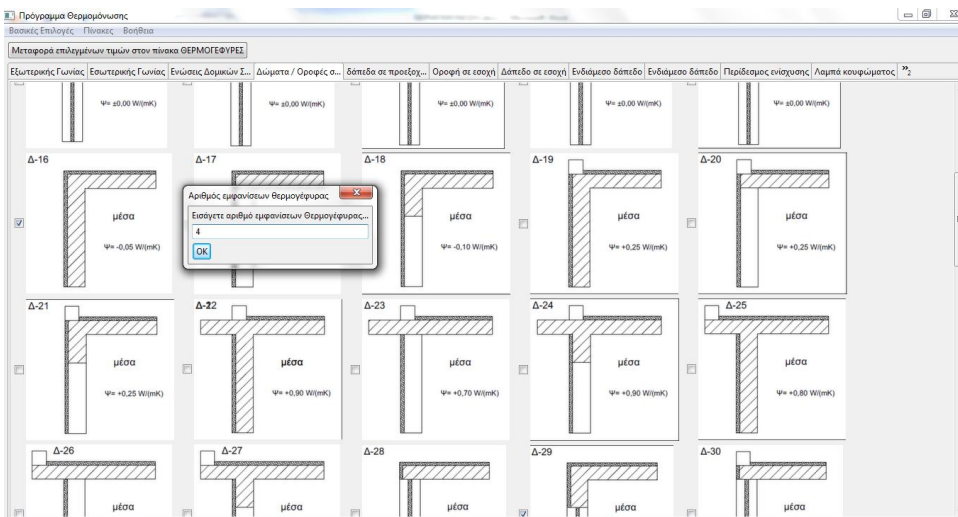 Πρόγραμμα Θερμομόνωσης
Βασικές Επιλογές Πίνακες Βοήθεια
Μεταφορά επιλεγμένων τιμών στον πίνακα ΘΕΡΜΟΓΕΦΥΡΕΣ
Εξωτερικής Γωνίας Εσωτερικής Γωνίας Ενώσεις Δομικών Σ... Δώματα / Οροφές σ... δάπεδα σε προεξοχ... Οροφή σε εσοχή Δάπεδο σε εσοχή Ενδιάμεσο δάπεδο Ενδιάμεσο δάπεδο Περίδεσμος ενίσχυσης Λαμπά κουφώματος »2
Ψ= ±0,00 W/(mK) Ψ= ±0,00 W/(mK) Ψ= ±0,00 W/(mK) Ψ= ±0,00 W/(mK) Ψ= ±0,00 W/(mK)
Δ-16 Δ-17 Δ-18 Δ-19 Δ-20
Αριθμός εμφανίσεων θερμογέφυρας
Εισάγετε αριθμό εμφανίσεων Θερμογέφυρας...
4
OK
μέσα μέσα μέσα μέσα
Ψ= -0,05 W/(mK) Ψ= -0,10 W/(mK) Ψ= +0,25 W/(mK) Ψ= +0,25 W/(mK)
Δ-21 Δ-22 Δ-23 Δ-24 Δ-25
μέσα μέσα μέσα μέσα μέσα
Ψ= +0,25 W/(mK) Ψ= +0,90 W/(mK) Ψ= +0,70 W/(mK) Ψ= +0,90 W/(mK) Ψ= +0,80 W/(mK)
Δ-26 Δ-27 Δ-28 Δ-29 Δ-30
μέσα μέσα μέσα μέσα μέσα